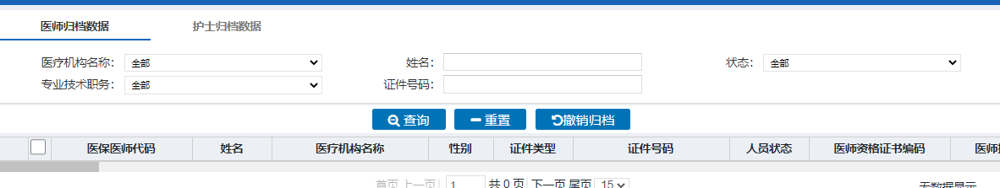 医师归档数据 护士归档数据
医疗机构名称: 全部 姓名: 状态: 全部
专业技术职务: 全部 证件号码:
查询 重置 撤销归档
医保医师代码 姓名 医疗机构名称 性别 证件类型 证件号码 人员状态 医师资格证书编码 医师
首页 上一页 1 共 0 页 下一页 尾页 15 无数据显示